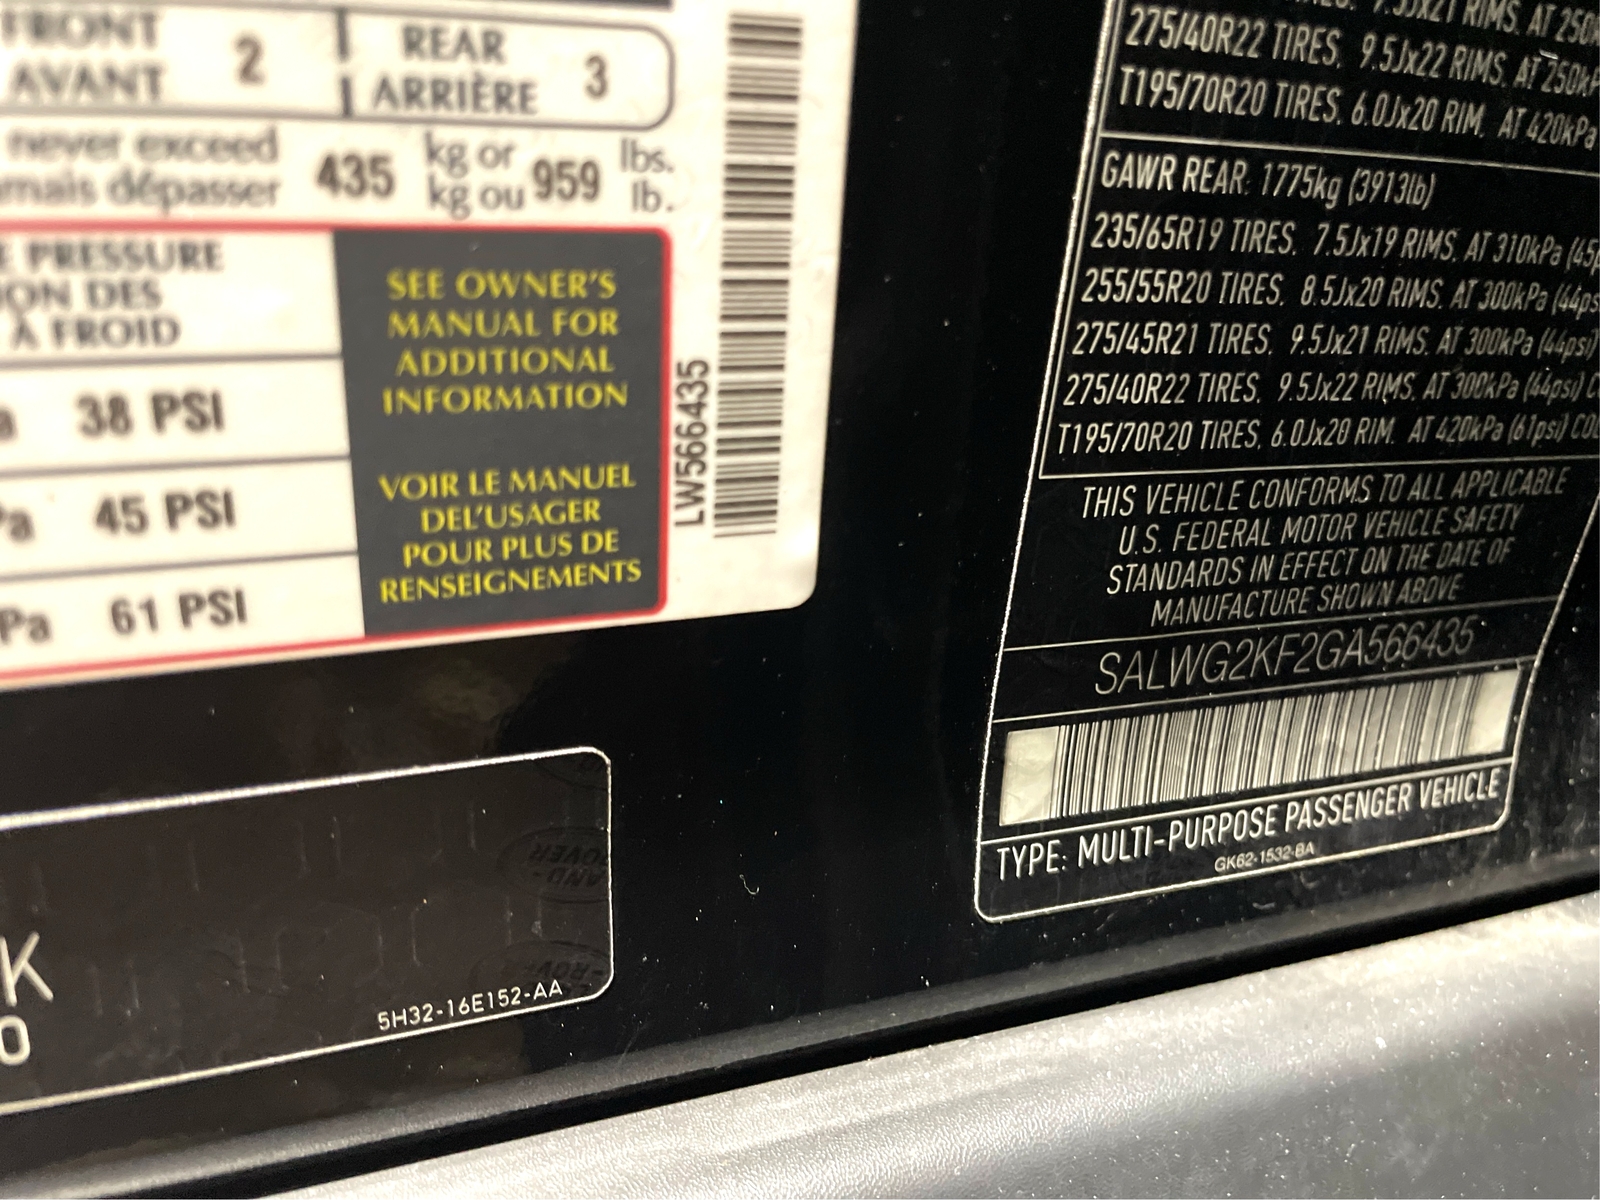 FRONT
AVANT
2
REAR
ARRIÈRE
3
never exceed
jamais dépasser
435
kg or
kg ou
959
lbs.
lb.
PRESSURE
ION DES
À FROID
38 PSI
45 PSI
Pa 61 PSI
SEE OWNER'S
MANUAL FOR
ADDITIONAL
INFORMATION
VOIR LE MANUEL
DEL'USAGER
POUR PLUS DE
RENSEIGNEMENTS
LW566435
K
0
5H32-16E152-AA
275/40R22 TIRES, 9.5Jx22 RIMS, AT 250kP
T195/70R20 TIRES, 6.0Jx20 RIM, AT 420kPa
GAWR REAR: 1775kg (3913lb)
235/65R19 TIRES, 7.5Jx19 RIMS, AT 310kPa (45p
255/55R20 TIRES, 8.5Jx20 RIMS, AT 300kPa (44ps
275/45R21 TIRES, 9.5Jx21 RIMS, AT 300kPa (44psi)
275/40R22 TIRES, 9.5Jx22 RIMS, AT 300kPa (44psi) C
T195/70R20 TIRES, 6.0Jx20 RIM, AT 420kPa (61psi) COL
THIS VEHICLE CONFORMS TO ALL APPLICABLE
U.S. FEDERAL MOTOR VEHICLE SAFETY
STANDARDS IN EFFECT ON THE DATE OF
MANUFACTURE SHOWN ABOVE
SALWG2KF2GA566435
TYPE: MULTI-PURPOSE PASSENGER VEHICLE
GK62-1532-BA